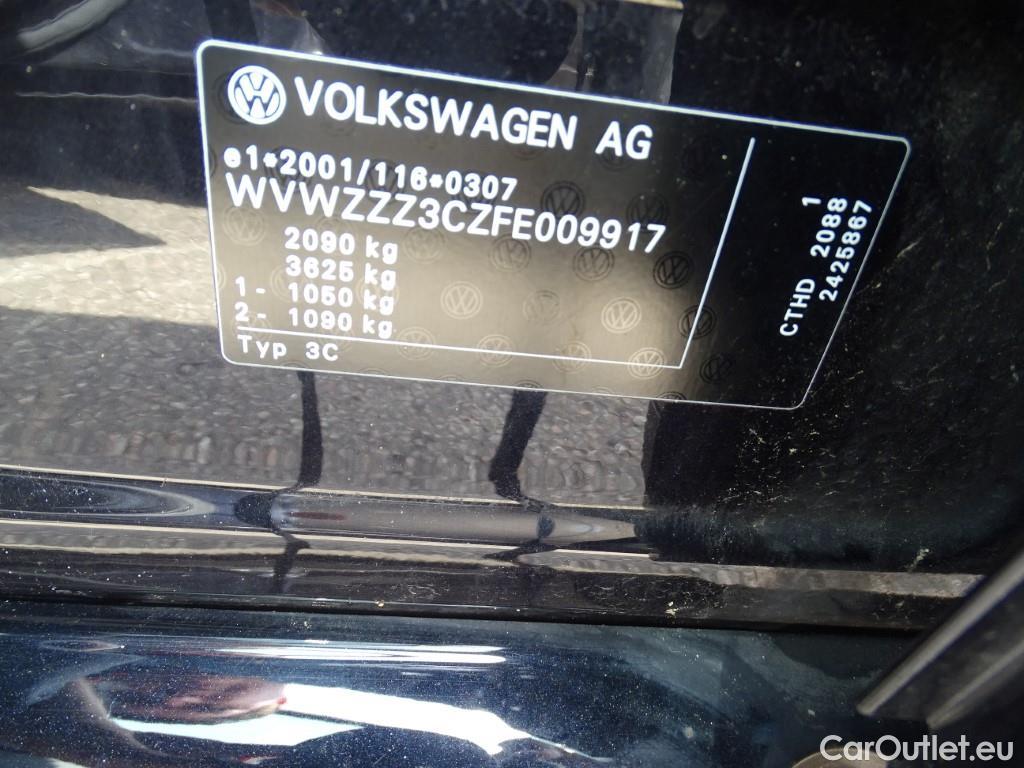 VOLKSWAGEN AG
e1*2001/116*0307
WVWZZZ3CZFE009917
2090 kg
3625 kg
1 - 1050 kg
2 - 1090 kg
Typ 3C
1
CTHD 2088
2425867
CarOutlet.eu